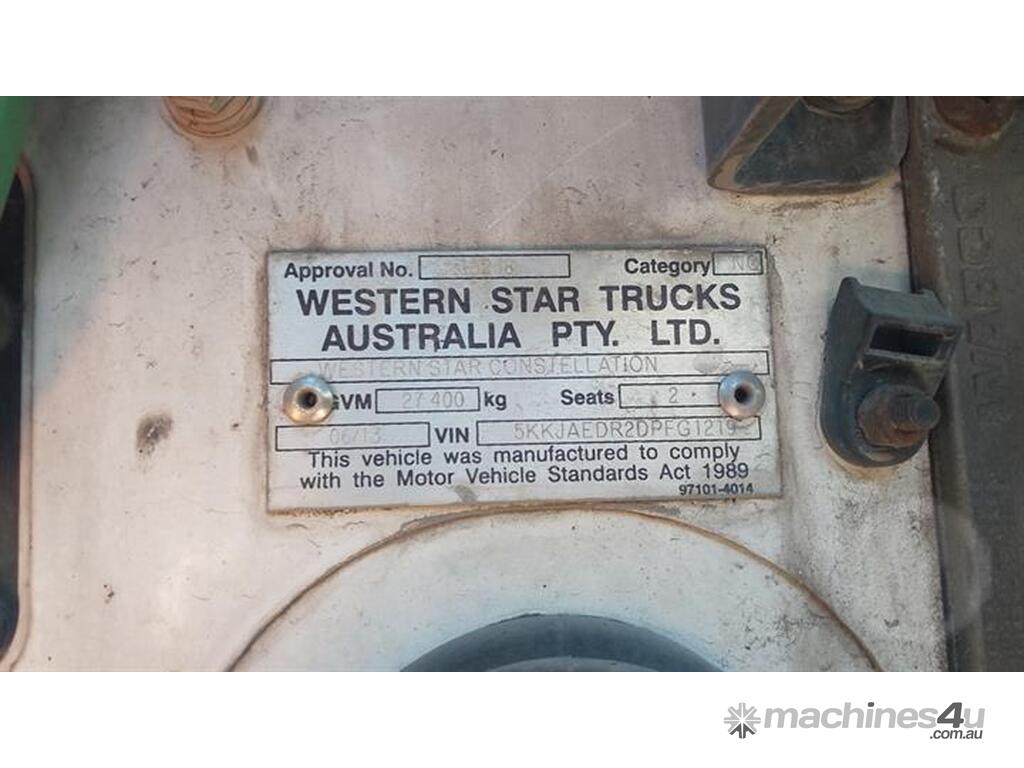 Approval No. Category NC
WESTERN STAR TRUCKS
AUSTRALIA PTY. LTD.
WESTERN STAR CONSTELLATION
GVM 27 400 kg Seats 2
06/13 VIN
This vehicle was manufactured to comply
with the Motor Vehicle Standards Act 1989
97101-4014
WABCO
machines4u
.com.au